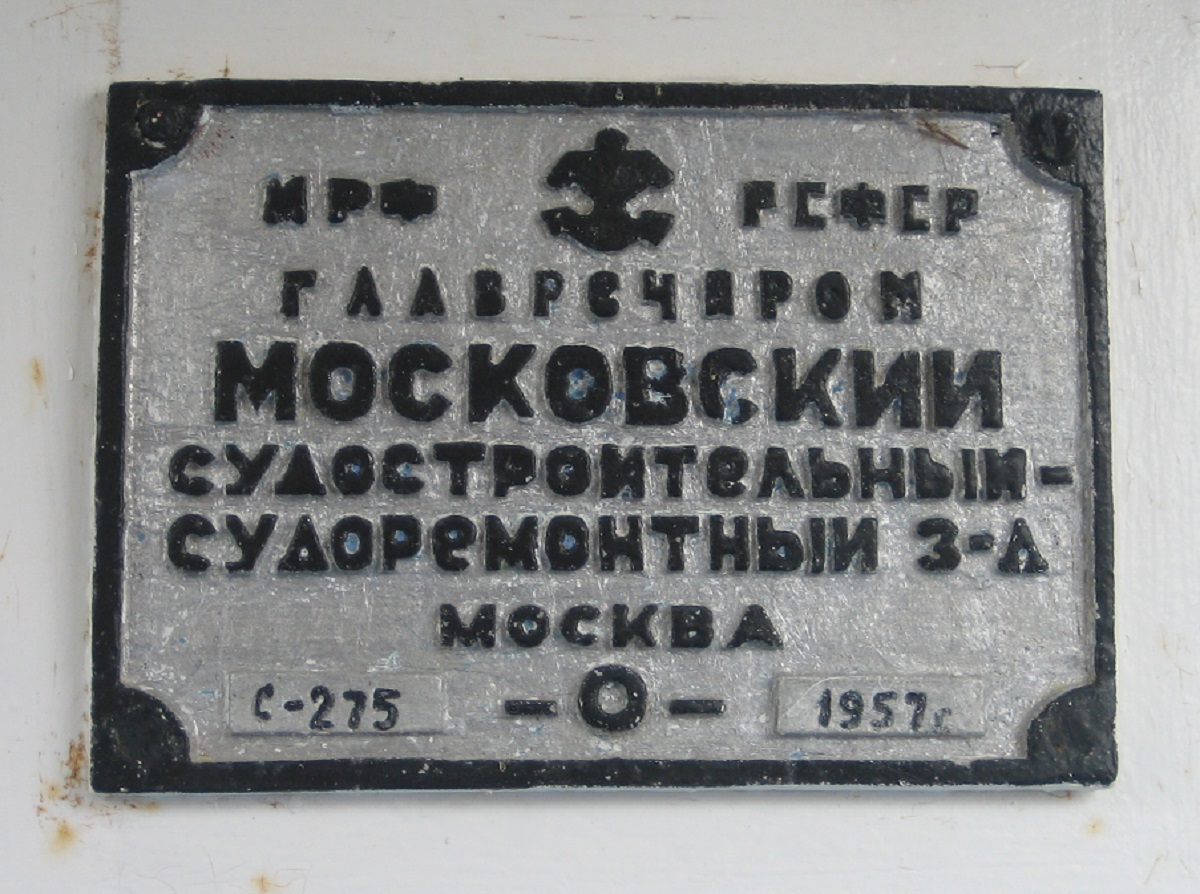 МРФ РСФСР
ГЛАВРЕЧПРОМ
МОСКОВСКИЙ
СУДОСТРОИТЕЛЬНЫЙ-
СУДОРЕМОНТНЫЙ З-Д
МОСКВА
С-275 1957г